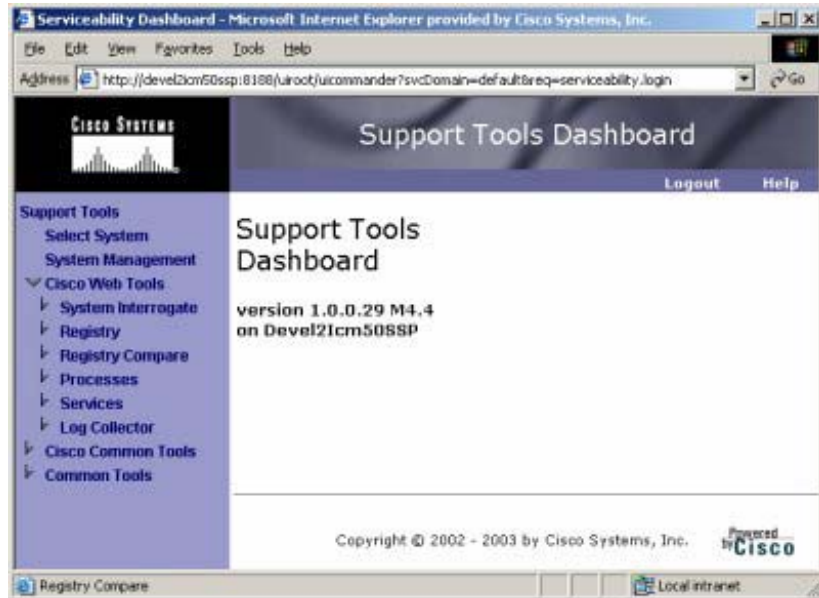 Serviceability Dashboard - Microsoft Internet Explorer provided by Cisco Systems, Inc.
File Edit View Favorites Tools Help
Address http://devel2icm50ssp:8188/uiroot/uicommander?svcDomain=default&req=serviceability.login Go
CISCO SYSTEMS
Support Tools Dashboard
Logout Help
Support Tools
Select System
System Management
Cisco Web Tools
System Interrogate
Registry
Registry Compare
Processes
Services
Log Collector
Cisco Common Tools
Common Tools
Support Tools
Dashboard
version 1.0.0.29 M4.4
on Devel2Icm50SSP
Copyright © 2002 - 2003 by Cisco Systems, Inc.
Powered
by Cisco
Registry Compare
Local intranet